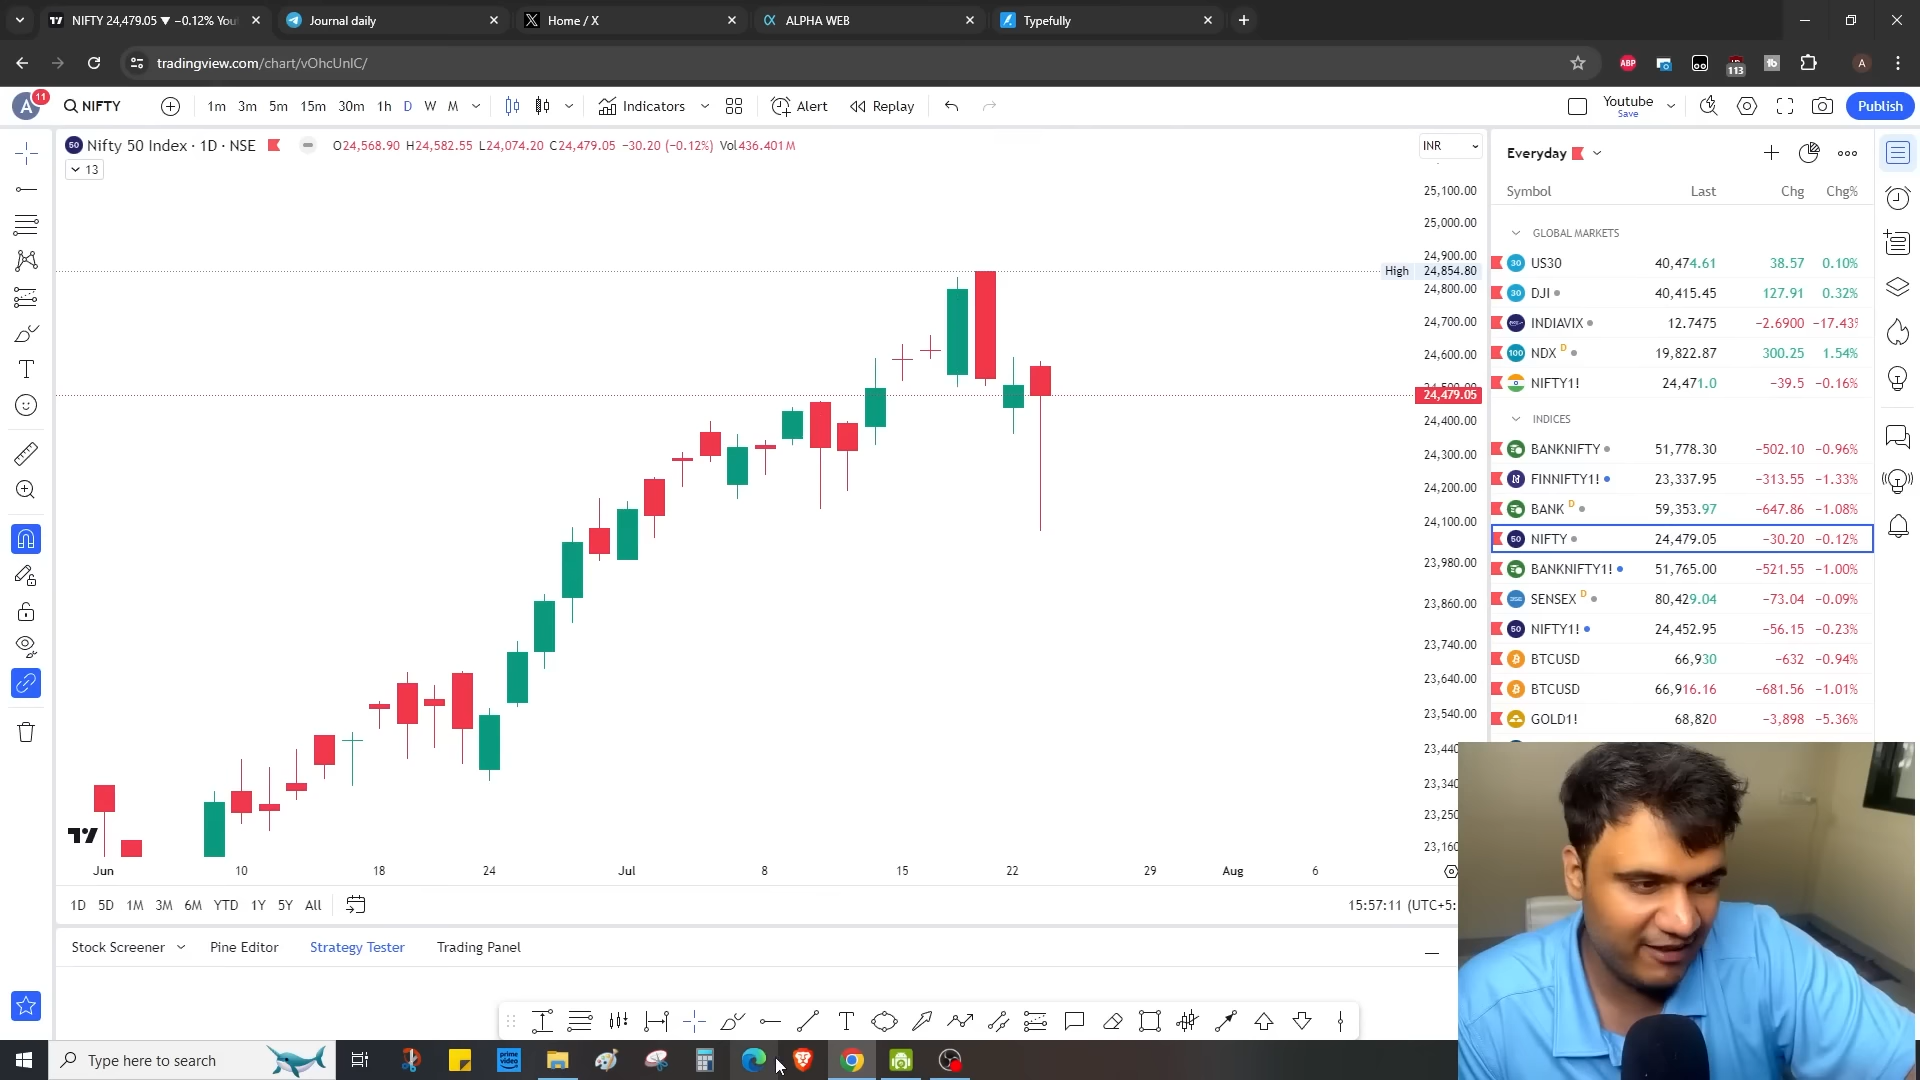 NIFTY 24,479.05 ▼ −0.12% You
Journal daily
Home / X
ALPHA WEB
Typefully
tradingview.com/chart/vOhcUnIC/
ABP
113
A
A
11
NIFTY
1m 3m 5m 15m 30m 1h D W M
Indicators
Alert
Replay
Youtube
Save
Publish
Nifty 50 Index · 1D · NSE
O24,568.90 H24,582.55 L24,074.20 C24,479.05 −30.20 (−0.12%) Vol436.401M
13
INR
25,100.00
25,000.00
24,900.00
High 24,854.80
24,800.00
24,700.00
24,600.00
24,479.05
24,400.00
24,300.00
24,200.00
24,100.00
23,980.00
23,860.00
23,740.00
23,640.00
23,540.00
23,440
23,340
23,250
23,160
Jun 10 18 24 Jul 8 15 22 29 Aug 6
1D 5D 1M 3M 6M YTD 1Y 5Y All
15:57:11 (UTC+5:
Stock Screener
Pine Editor
Strategy Tester
Trading Panel
Everyday
Symbol Last Chg Chg%
GLOBAL MARKETS
US30 40,474.61 38.57 0.10%
DJI 40,415.45 127.91 0.32%
INDIAVIX 12.7475 −2.6900 −17.43%
NDX D 19,822.87 300.25 1.54%
NIFTY1! 24,471.0 −39.5 −0.16%
INDICES
BANKNIFTY 51,778.30 −502.10 −0.96%
FINNIFTY1! 23,337.95 −313.55 −1.33%
BANK D 59,353.97 −647.86 −1.08%
NIFTY 24,479.05 −30.20 −0.12%
BANKNIFTY1! 51,765.00 −521.55 −1.00%
SENSEX D 80,429.04 −73.04 −0.09%
NIFTY1! 24,452.95 −56.15 −0.23%
BTCUSD 66,930 −632 −0.94%
BTCUSD 66,916.16 −681.56 −1.01%
GOLD1! 68,820 −3,898 −5.36%
Type here to search
prime video